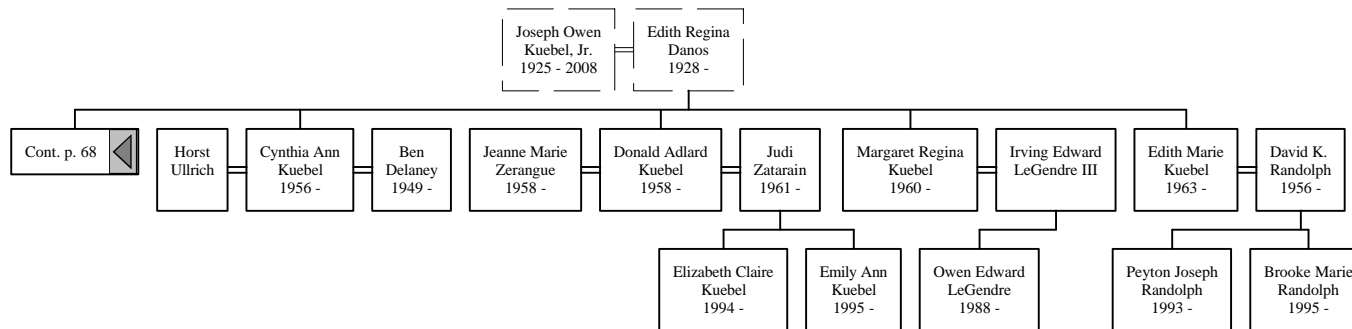 Joseph Owen
Kuebel, Jr.
1925 - 2008
Edith Regina
Danos
1928 -
Cont. p. 68
Horst
Ullrich
Cynthia Ann
Kuebel
1956 -
Ben
Delaney
1949 -
Jeanne Marie
Zerangue
1958 -
Donald Adlard
Kuebel
1958 -
Judi
Zatarain
1961 -
Margaret Regina
Kuebel
1960 -
Irving Edward
LeGendre III
Edith Marie
Kuebel
1963 -
David K.
Randolph
1956 -
Elizabeth Claire
Kuebel
1994 -
Emily Ann
Kuebel
1995 -
Owen Edward
LeGendre
1988 -
Peyton Joseph
Randolph
1993 -
Brooke Marie
Randolph
1995 -